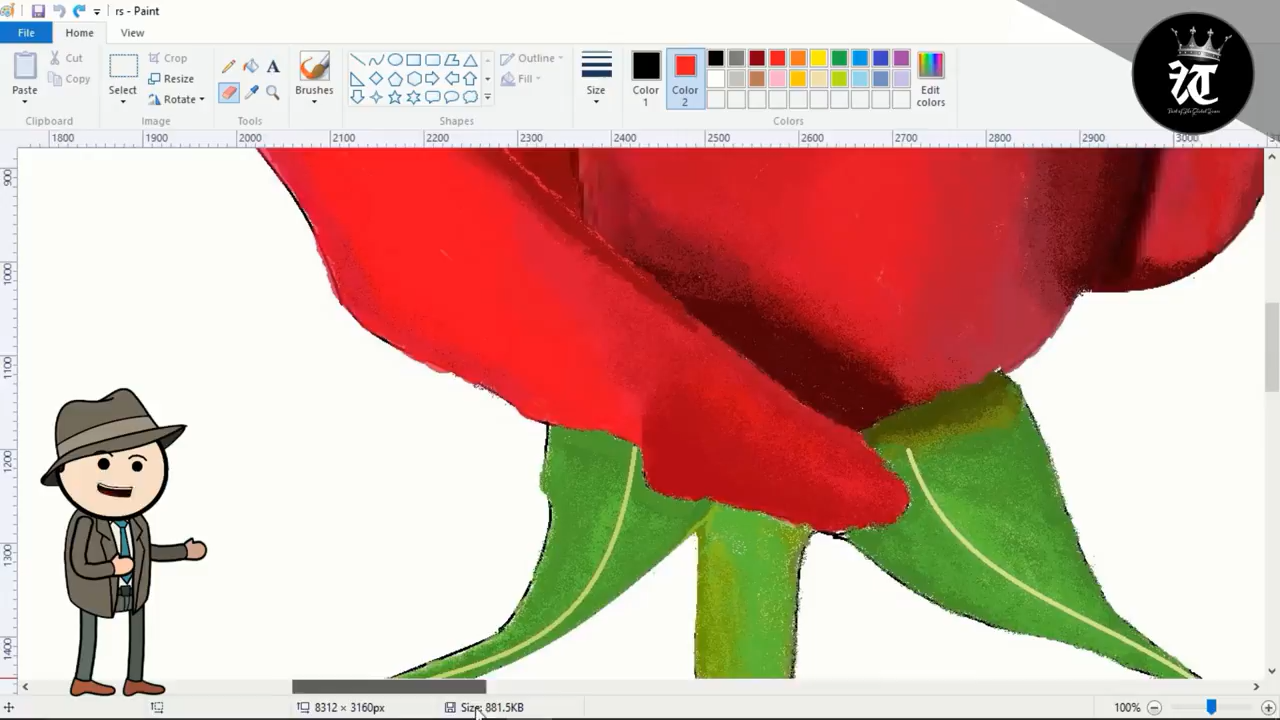 rs - Paint
File Home View
Paste Cut Copy
Select Crop Resize Rotate
A
Brushes
Outline Fill
Size
Color 1 Color 2
Edit colors
Clipboard Image Tools Shapes Colors
1800 1900 2000 2100 2200 2300 2400 2500 2600 2700 2800 2900 3000
900
1000
1100
1200
1300
1400
8312 × 3160px Size: 881.5KB 100%